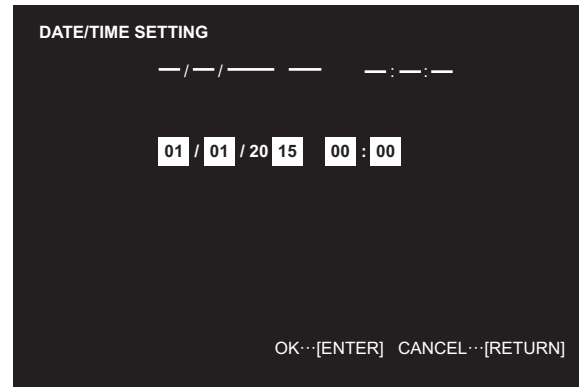 DATE/TIME SETTING
—/—/—— —— —:—:—
01 / 01 / 20 15 00 : 00
OK···[ENTER] CANCEL···[RETURN]